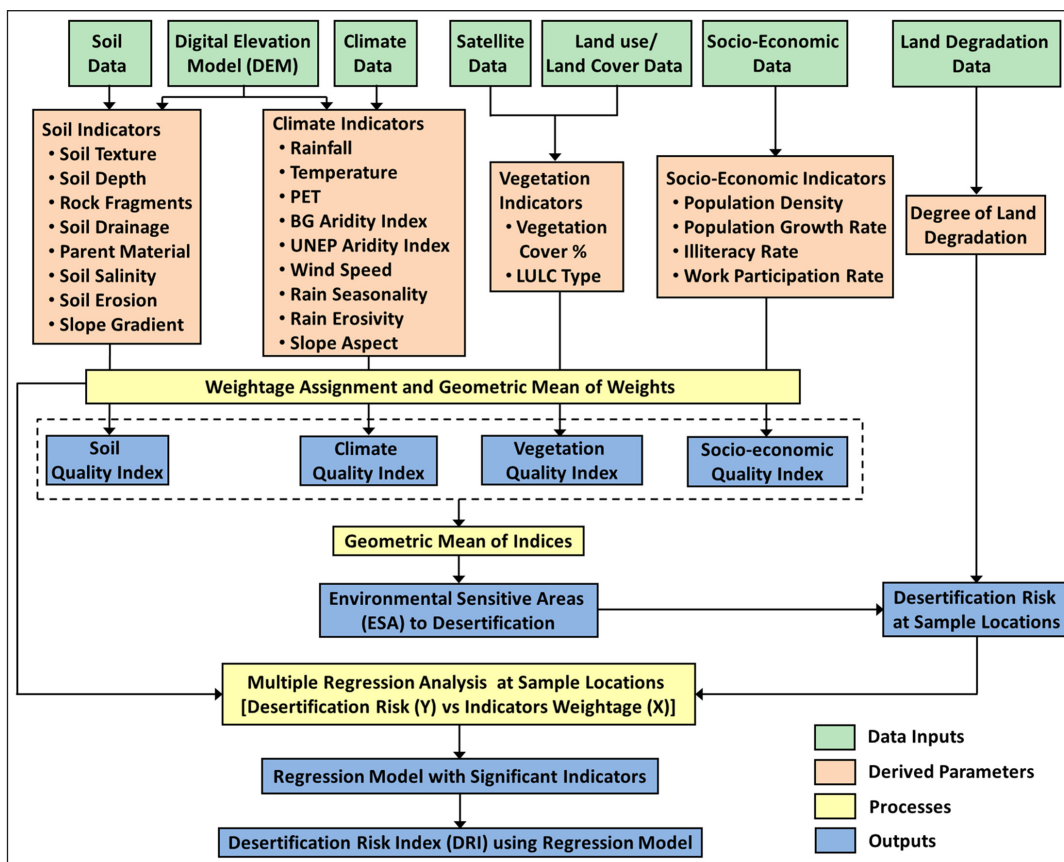 Soil
Data
Digital Elevation
Model (DEM)
Climate
Data
Satellite
Data
Land use/
Land Cover Data
Socio-Economic
Data
Land Degradation
Data
Soil Indicators
• Soil Texture
• Soil Depth
• Rock Fragments
• Soil Drainage
• Parent Material
• Soil Salinity
• Soil Erosion
• Slope Gradient
Climate Indicators
• Rainfall
• Temperature
• PET
• BG Aridity Index
• UNEP Aridity Index
• Wind Speed
• Rain Seasonality
• Rain Erosivity
• Slope Aspect
Vegetation
Indicators
• Vegetation
Cover %
• LULC Type
Socio-Economic Indicators
• Population Density
• Population Growth Rate
• Illiteracy Rate
• Work Participation Rate
Degree of Land
Degradation
Weightage Assignment and Geometric Mean of Weights
Soil
Quality Index
Climate
Quality Index
Vegetation
Quality Index
Socio-economic
Quality Index
Geometric Mean of Indices
Environmental Sensitive Areas
(ESA) to Desertification
Desertification Risk
at Sample Locations
Multiple Regression Analysis at Sample Locations
[Desertification Risk (Y) vs Indicators Weightage (X)]
Regression Model with Significant Indicators
Desertification Risk Index (DRI) using Regression Model
Data Inputs
Derived Parameters
Processes
Outputs